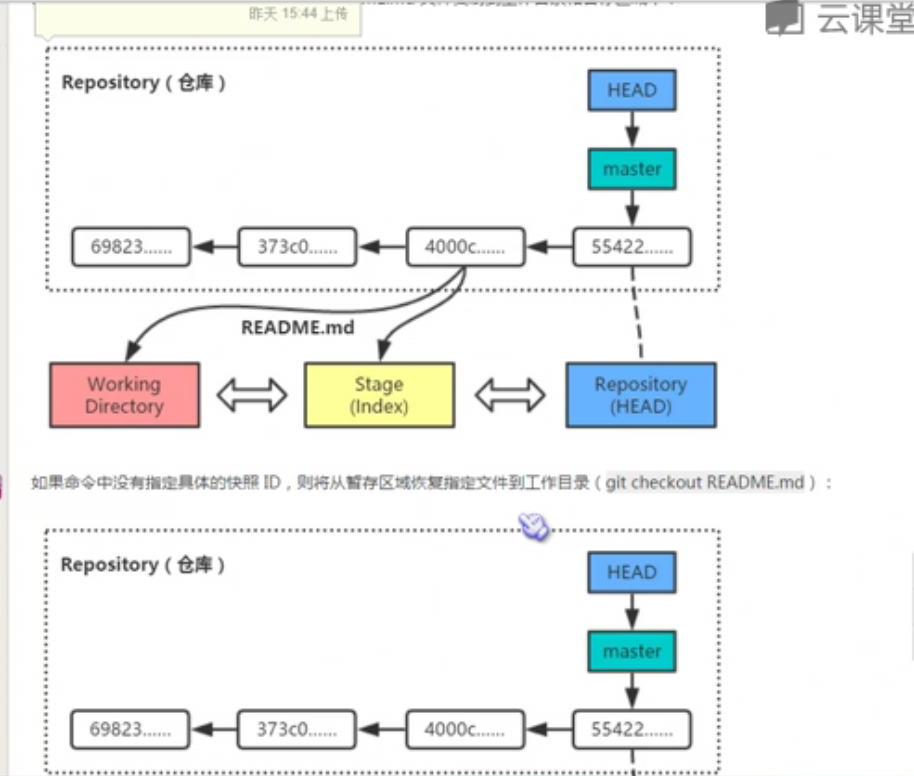 昨天 15:44 上传
云课堂
Repository ( 仓库 )
HEAD
master
69823......
373c0......
4000c......
55422......
README.md
Working
Directory
Stage
(Index)
Repository
(HEAD)
如果命令中没有指定具体的快照 ID，则将从暂存区域恢复指定文件到工作目录 ( git checkout README.md ) ：
Repository ( 仓库 )
HEAD
master
69823......
373c0......
4000c......
55422......